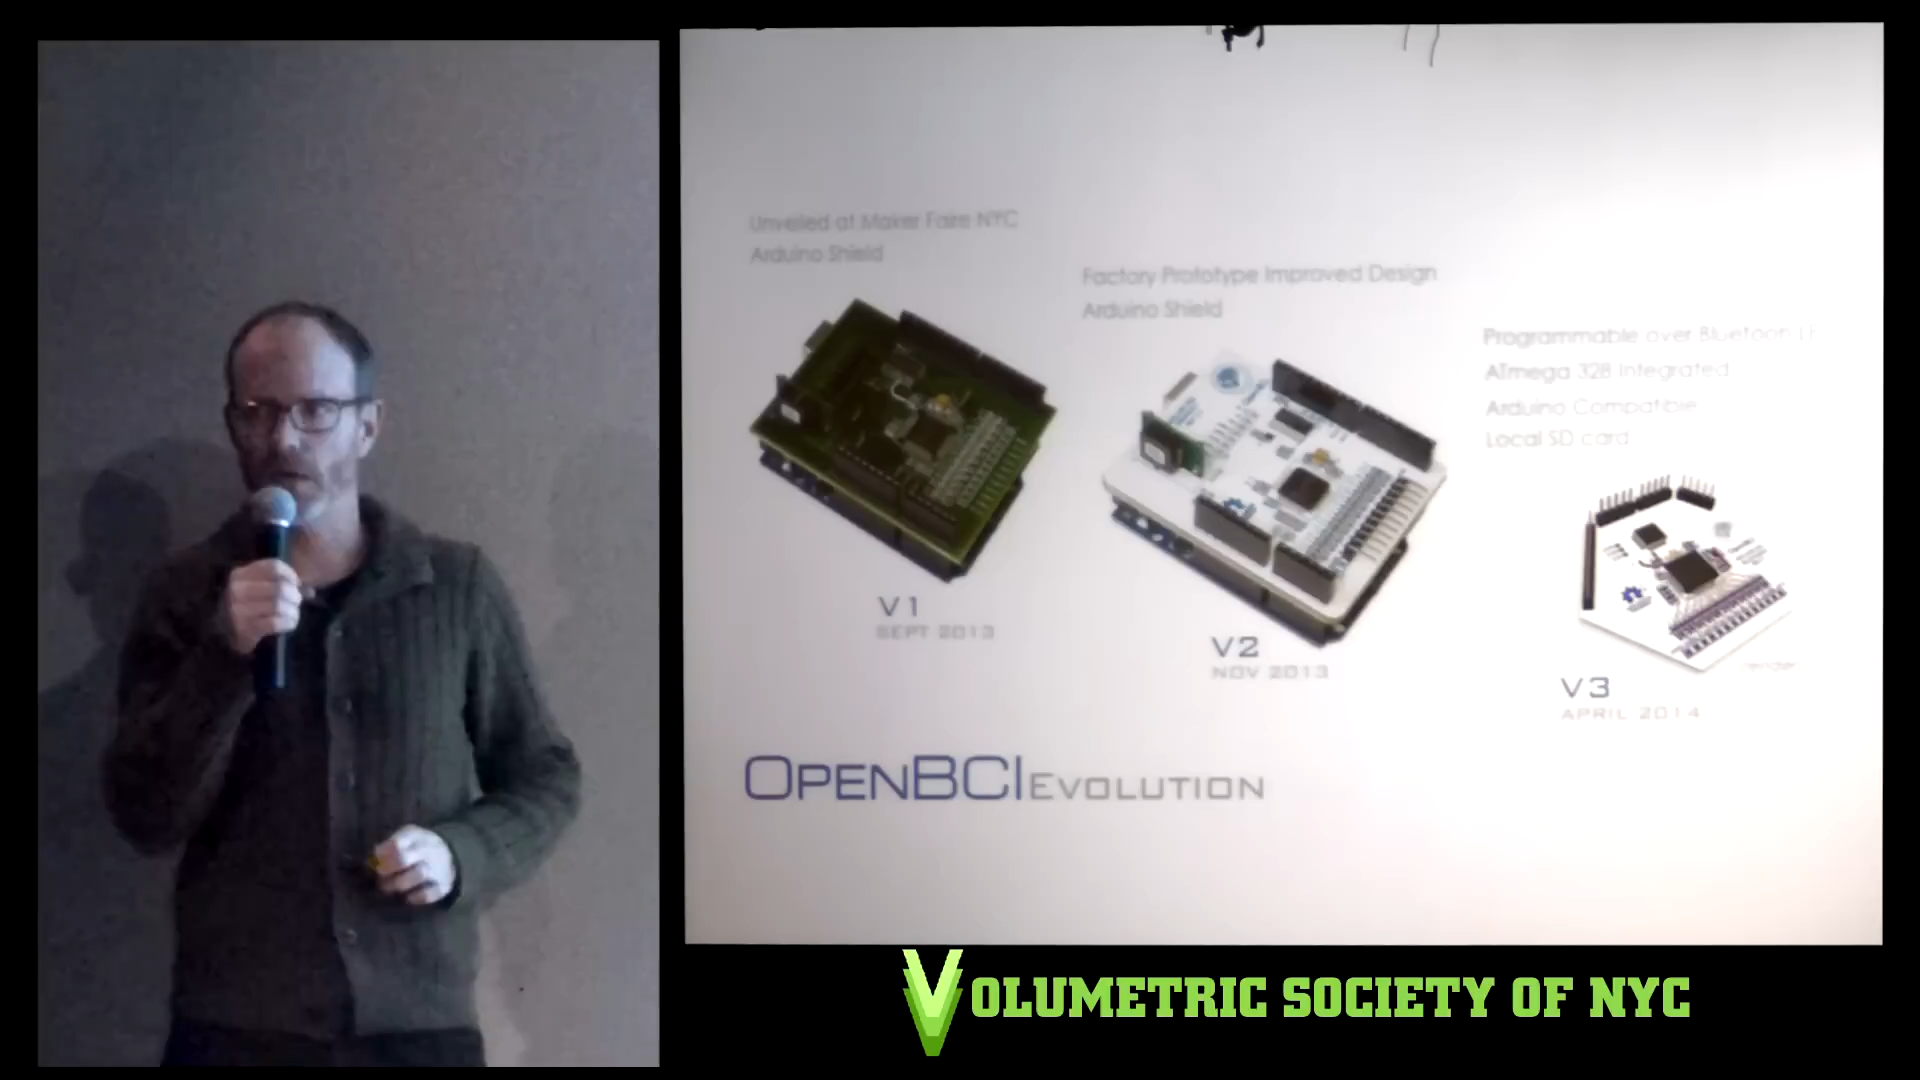 Unveiled at Maker Faire NYC
Arduino Shield
Factory Prototype Improved Design
Arduino Shield
Programmable over Bluetooth LE
ATmega 328 Integrated
Arduino Compatible
Local SD card
V1
SEPT 2013
V2
NOV 2013
render
V3
APRIL 2014
OPENBCI EVOLUTION
VOLUMETRIC SOCIETY OF NYC